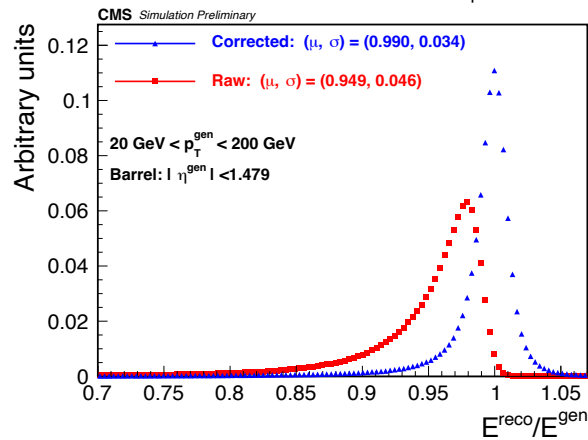 CMS Simulation Preliminary
Corrected: (μ, σ) = (0.990, 0.034)
Raw: (μ, σ) = (0.949, 0.046)
20 GeV < p_T^gen < 200 GeV
Barrel: | η^gen | <1.479
Arbitrary units
0.12
0.1
0.08
0.06
0.04
0.02
0
0.7 0.75 0.8 0.85 0.9 0.95 1 1.05
E^reco/E^gen